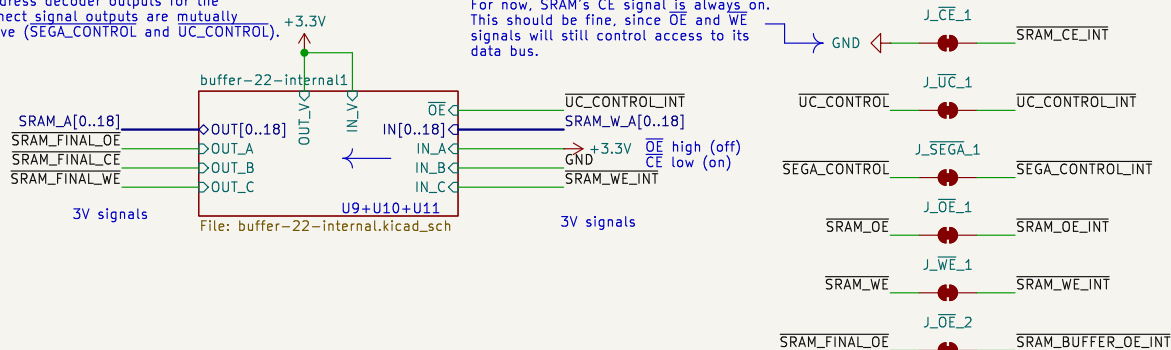 dress decoder outputs for the
nnect signal outputs are mutually
ve (SEGA_CONTROL and UC_CONTROL).
+3.3V
For now, SRAM's CE signal is always on.
This should be fine, since OE and WE
signals will still control access to its
data bus.
GND
J_CE_1
SRAM_CE_INT
buffer-22-internal1
OUT_V
IN_V
OE
UC_CONTROL_INT
SRAM_A[0..18]
OUT[0..18]
IN[0..18]
SRAM_W_A[0..18]
SRAM_FINAL_OE
OUT_A
IN_A
+3.3V
OE high (off)
SRAM_FINAL_CE
OUT_B
IN_B
GND
CE low (on)
SRAM_FINAL_WE
OUT_C
IN_C
SRAM_WE_INT
3V signals
U9+U10+U11
3V signals
File: buffer-22-internal.kicad_sch
J_UC_1
UC_CONTROL
UC_CONTROL_INT
J_SEGA_1
SEGA_CONTROL
SEGA_CONTROL_INT
J_OE_1
SRAM_OE
SRAM_OE_INT
J_WE_1
SRAM_WE
SRAM_WE_INT
J_OE_2
SRAM_FINAL_OE
SRAM_BUFFER_OE_INT